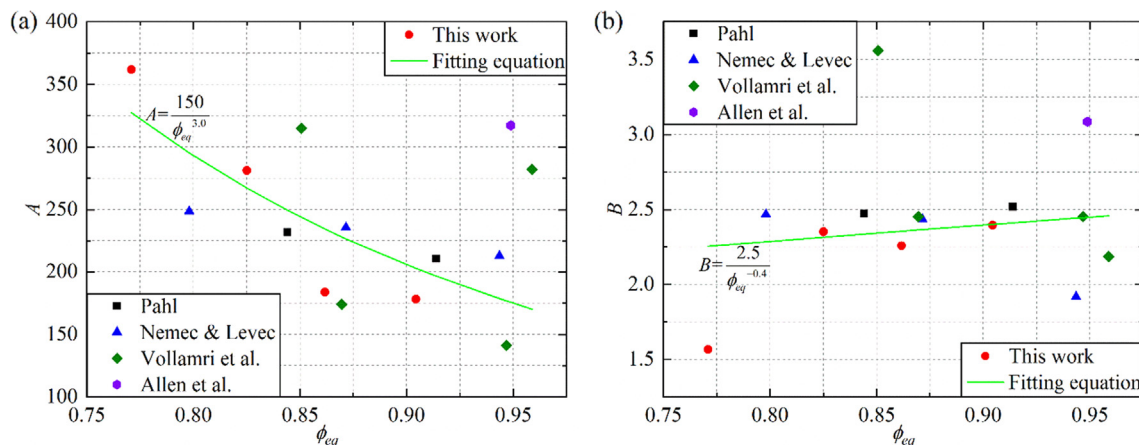 (a)
400
350
300
250
200
150
100
A
This work
Fitting equation
A=150/ϕeq^3.0
Pahl
Nemec & Levec
Vollamri et al.
Allen et al.
0.75 0.80 0.85 0.90 0.95
ϕeq
(b)
3.5
3.0
2.5
2.0
1.5
B
Pahl
Nemec & Levec
Vollamri et al.
Allen et al.
B=2.5/ϕeq^−0.4
This work
Fitting equation
0.75 0.80 0.85 0.90 0.95
ϕeq